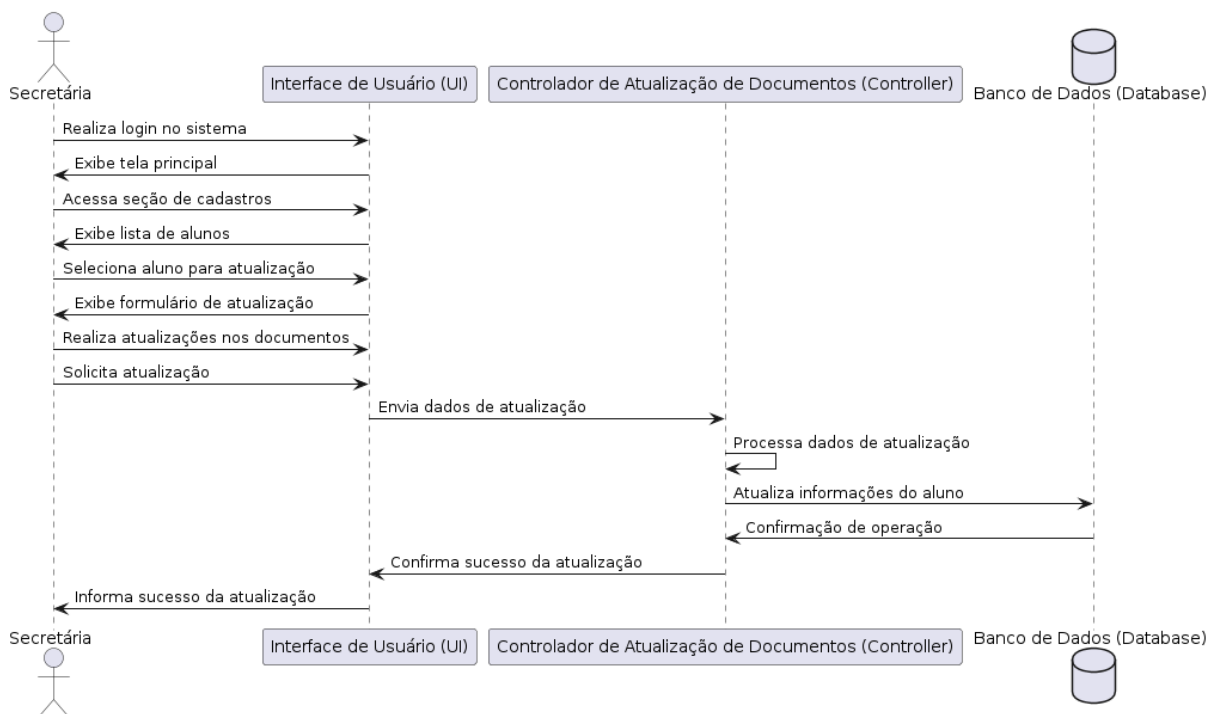 Secretária
Interface de Usuário (UI)
Controlador de Atualização de Documentos (Controller)
Banco de Dados (Database)
Realiza login no sistema
Exibe tela principal
Acessa seção de cadastros
Exibe lista de alunos
Seleciona aluno para atualização
Exibe formulário de atualização
Realiza atualizações nos documentos
Solicita atualização
Envia dados de atualização
Processa dados de atualização
Atualiza informações do aluno
Confirmação de operação
Confirma sucesso da atualização
Informa sucesso da atualização
Secretária
Interface de Usuário (UI)
Controlador de Atualização de Documentos (Controller)
Banco de Dados (Database)